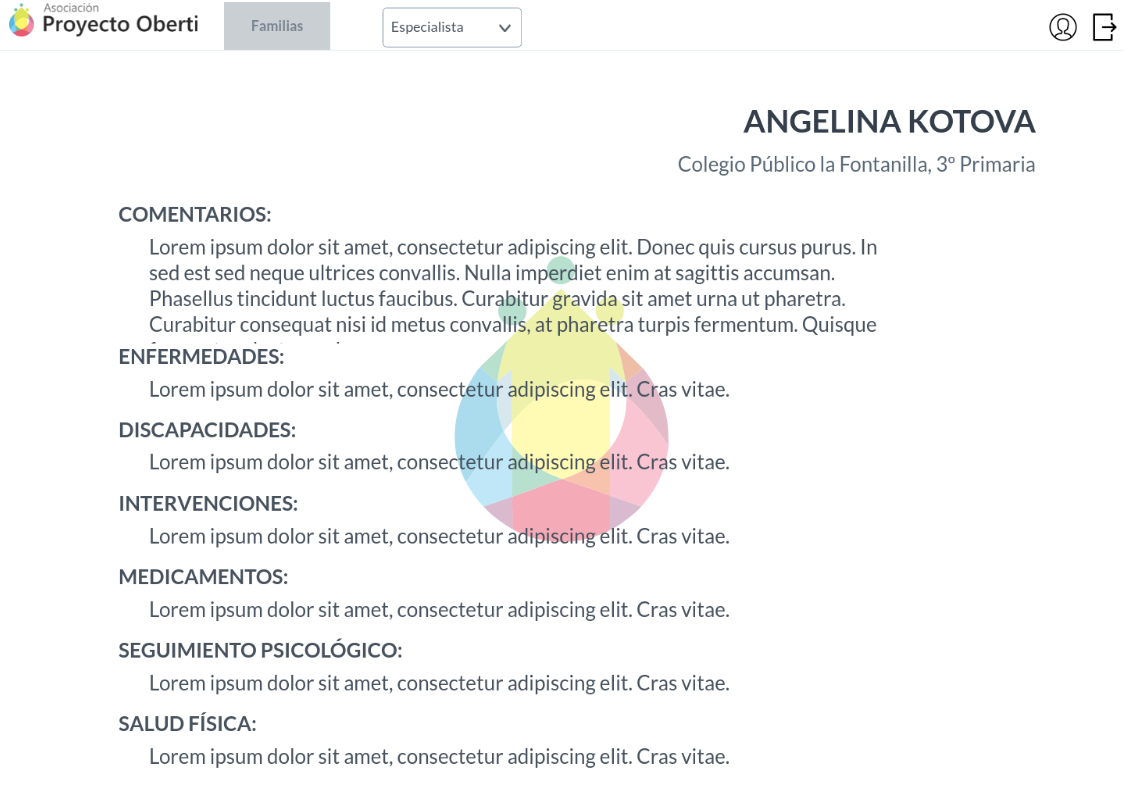 Asociación
Proyecto Oberti
Familias
Especialista
ANGELINA KOTOVA
Colegio Público la Fontanilla, 3º Primaria
COMENTARIOS:
Lorem ipsum dolor sit amet, consectetur adipiscing elit. Donec quis cursus purus. In
sed est sed neque ultrices convallis. Nulla imperdiet enim at sagittis accumsan.
Phasellus tincidunt luctus faucibus. Curabitur gravida sit amet urna ut pharetra.
Curabitur consequat nisi id metus convallis, at pharetra turpis fermentum. Quisque
ENFERMEDADES:
Lorem ipsum dolor sit amet, consectetur adipiscing elit. Cras vitae.
DISCAPACIDADES:
Lorem ipsum dolor sit amet, consectetur adipiscing elit. Cras vitae.
INTERVENCIONES:
Lorem ipsum dolor sit amet, consectetur adipiscing elit. Cras vitae.
MEDICAMENTOS:
Lorem ipsum dolor sit amet, consectetur adipiscing elit. Cras vitae.
SEGUIMIENTO PSICOLÓGICO:
Lorem ipsum dolor sit amet, consectetur adipiscing elit. Cras vitae.
SALUD FÍSICA:
Lorem ipsum dolor sit amet, consectetur adipiscing elit. Cras vitae.